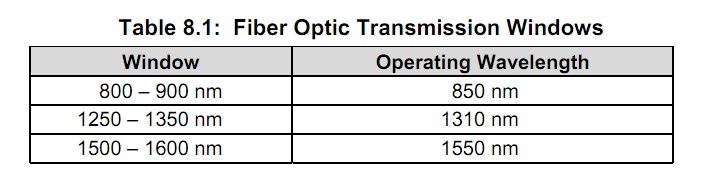 Table 8.1:  Fiber Optic Transmission Windows
Window Operating Wavelength
800 – 900 nm 850 nm
1250 – 1350 nm 1310 nm
1500 – 1600 nm 1550 nm